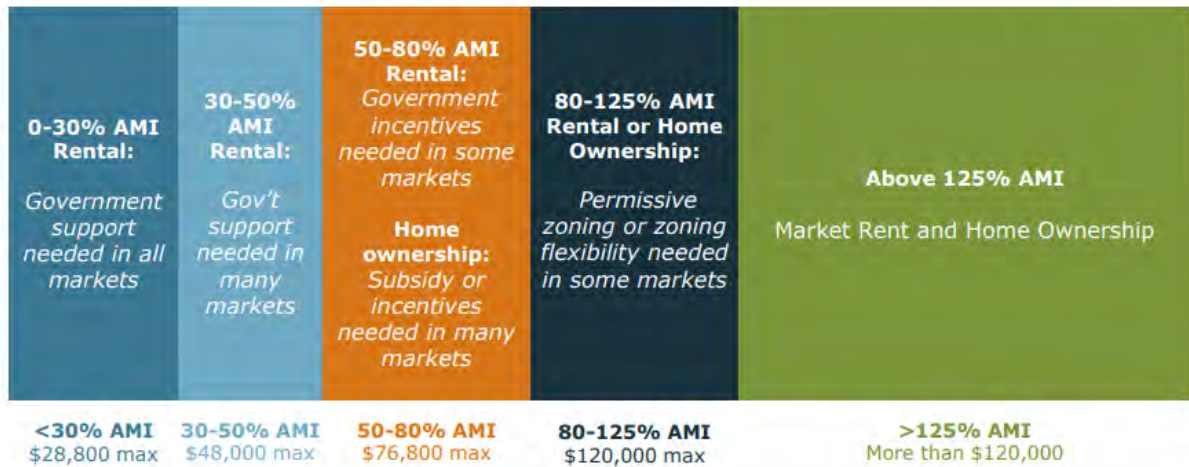 0-30% AMI
Rental:
Government
support
needed in all
markets
30-50%
AMI
Rental:
Gov't
support
needed in
many
markets
50-80% AMI
Rental:
Government
incentives
needed in some
markets
Home
ownership:
Subsidy or
incentives
needed in many
markets
80-125% AMI
Rental or Home
Ownership:
Permissive
zoning or zoning
flexibility needed
in some markets
Above 125% AMI
Market Rent and Home Ownership
<30% AMI
$28,800 max
30-50% AMI
$48,000 max
50-80% AMI
$76,800 max
80-125% AMI
$120,000 max
>125% AMI
More than $120,000